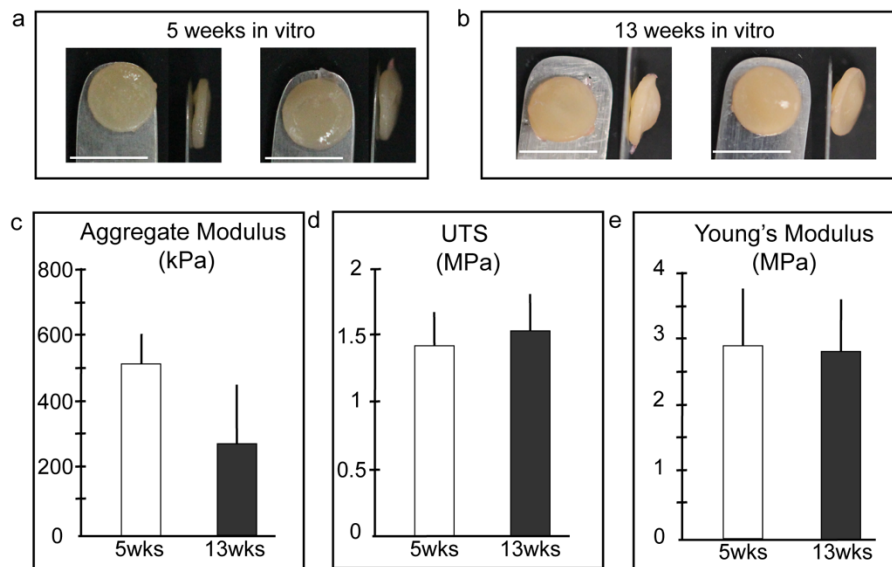 a
5 weeks in vitro
b
13 weeks in vitro
c
Aggregate Modulus
(kPa)
800
600
400
200
0
5wks
13wks
d
UTS
(MPa)
2
1.5
1
0.5
0
5wks
13wks
e
Young's Modulus
(MPa)
4
3
2
1
0
5wks
13wks